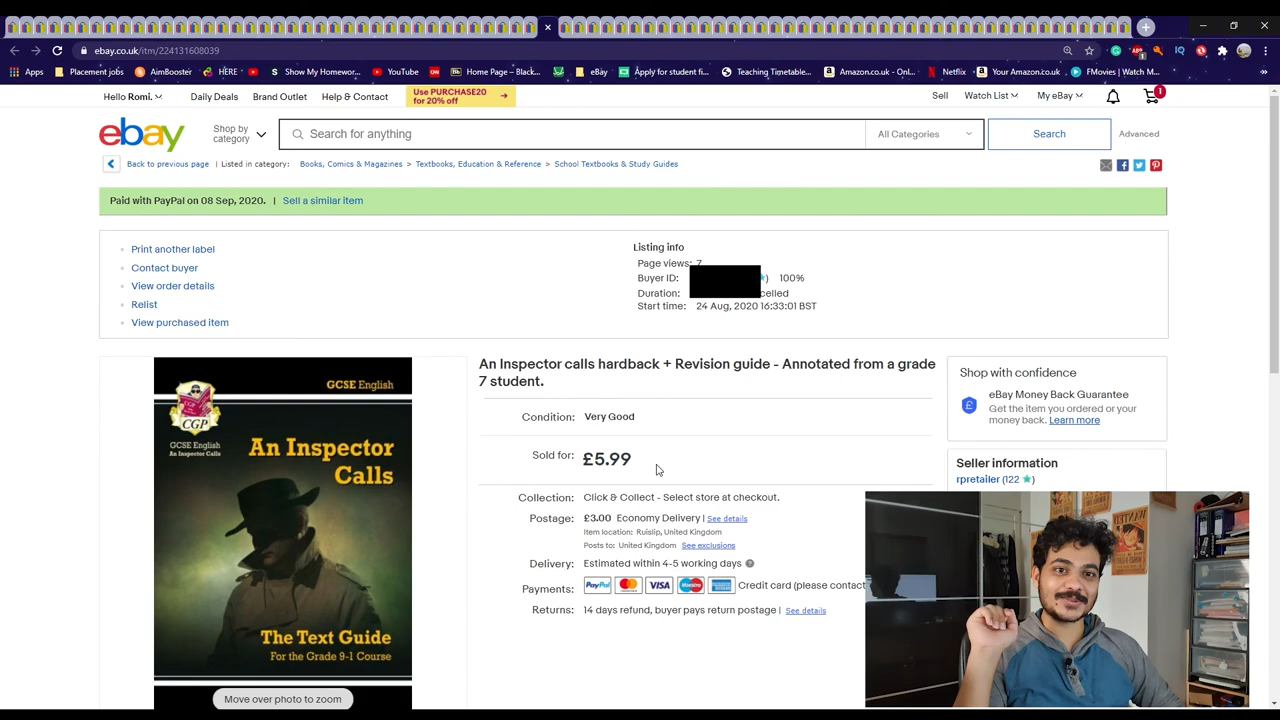 ebay.co.uk/itm/224131608039
Apps
Placement jobs
AimBooster
HERE
Show My Homewor...
YouTube
Home Page – Black...
eBay
Apply for student fi...
Teaching Timetable...
Amazon.co.uk - Onl...
Netflix
Your Amazon.co.uk
FMovies | Watch M...
Hello Romi.
Daily Deals
Brand Outlet
Help & Contact
Use PURCHASE20
for 20% off
Sell
Watch List
My eBay
1
ebay
Shop by
category
Search for anything
All Categories
Search
Advanced
Back to previous page | Listed in category: Books, Comics & Magazines > Textbooks, Education & Reference > School Textbooks & Study Guides
Paid with PayPal on 08 Sep, 2020. | Sell a similar item
Print another label
Contact buyer
View order details
Relist
View purchased item
Listing info
Page views: 7
Buyer ID: ) 100%
Duration: celled
Start time: 24 Aug, 2020 16:33:01 BST
GCSE English
CGP
GCSE English
An Inspector Calls
An Inspector
Calls
The Text Guide
For the Grade 9-1 Course
Move over photo to zoom
An Inspector calls hardback + Revision guide - Annotated from a grade
7 student.
Condition: Very Good
Sold for: £5.99
Collection: Click & Collect - Select store at checkout.
Postage: £3.00 Economy Delivery | See details
Item location: Ruislip, United Kingdom
Posts to: United Kingdom See exclusions
Delivery: Estimated within 4-5 working days
Payments: PayPal VISA Maestro Credit card (please contact
Returns: 14 days refund, buyer pays return postage | See details
Shop with confidence
eBay Money Back Guarantee
Get the item you ordered or your
money back. Learn more
Seller information
rpretailer (122 )
WANTED